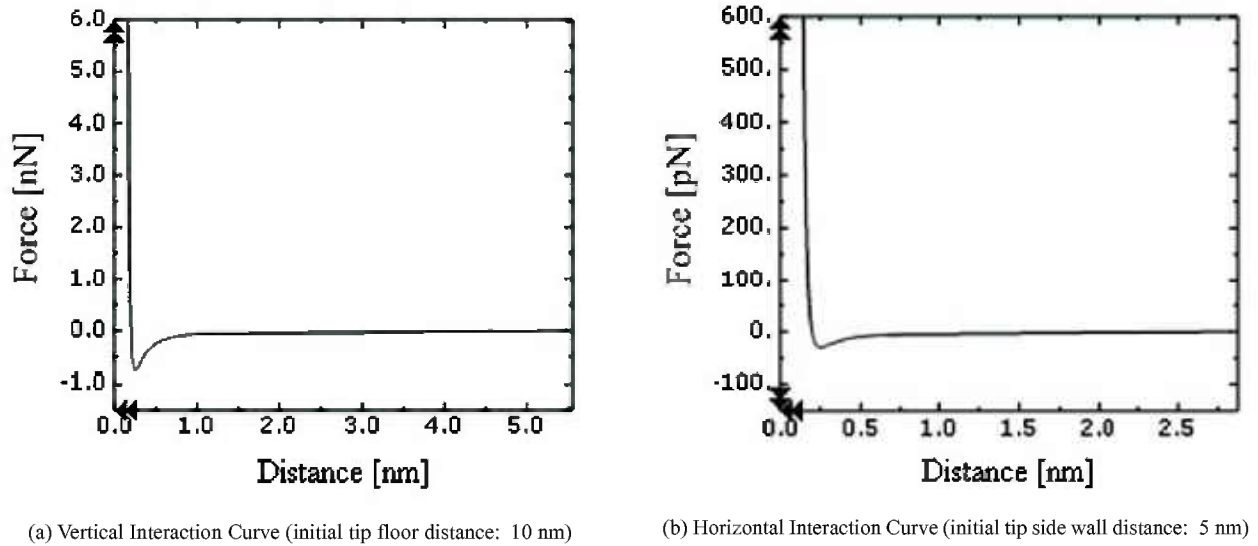 6.0
5.0
4.0
3.0
2.0
1.0
0.0
-1.0
Force [nN]
0.0 1.0 2.0 3.0 4.0 5.0
Distance [nm]
(a) Vertical Interaction Curve (initial tip floor distance: 10 nm)
600.
500.
400.
300.
200.
100.
0.
-100.
Force [pN]
0.0 0.5 1.0 1.5 2.0 2.5
Distance [nm]
(b) Horizontal Interaction Curve (initial tip side wall distance: 5 nm)